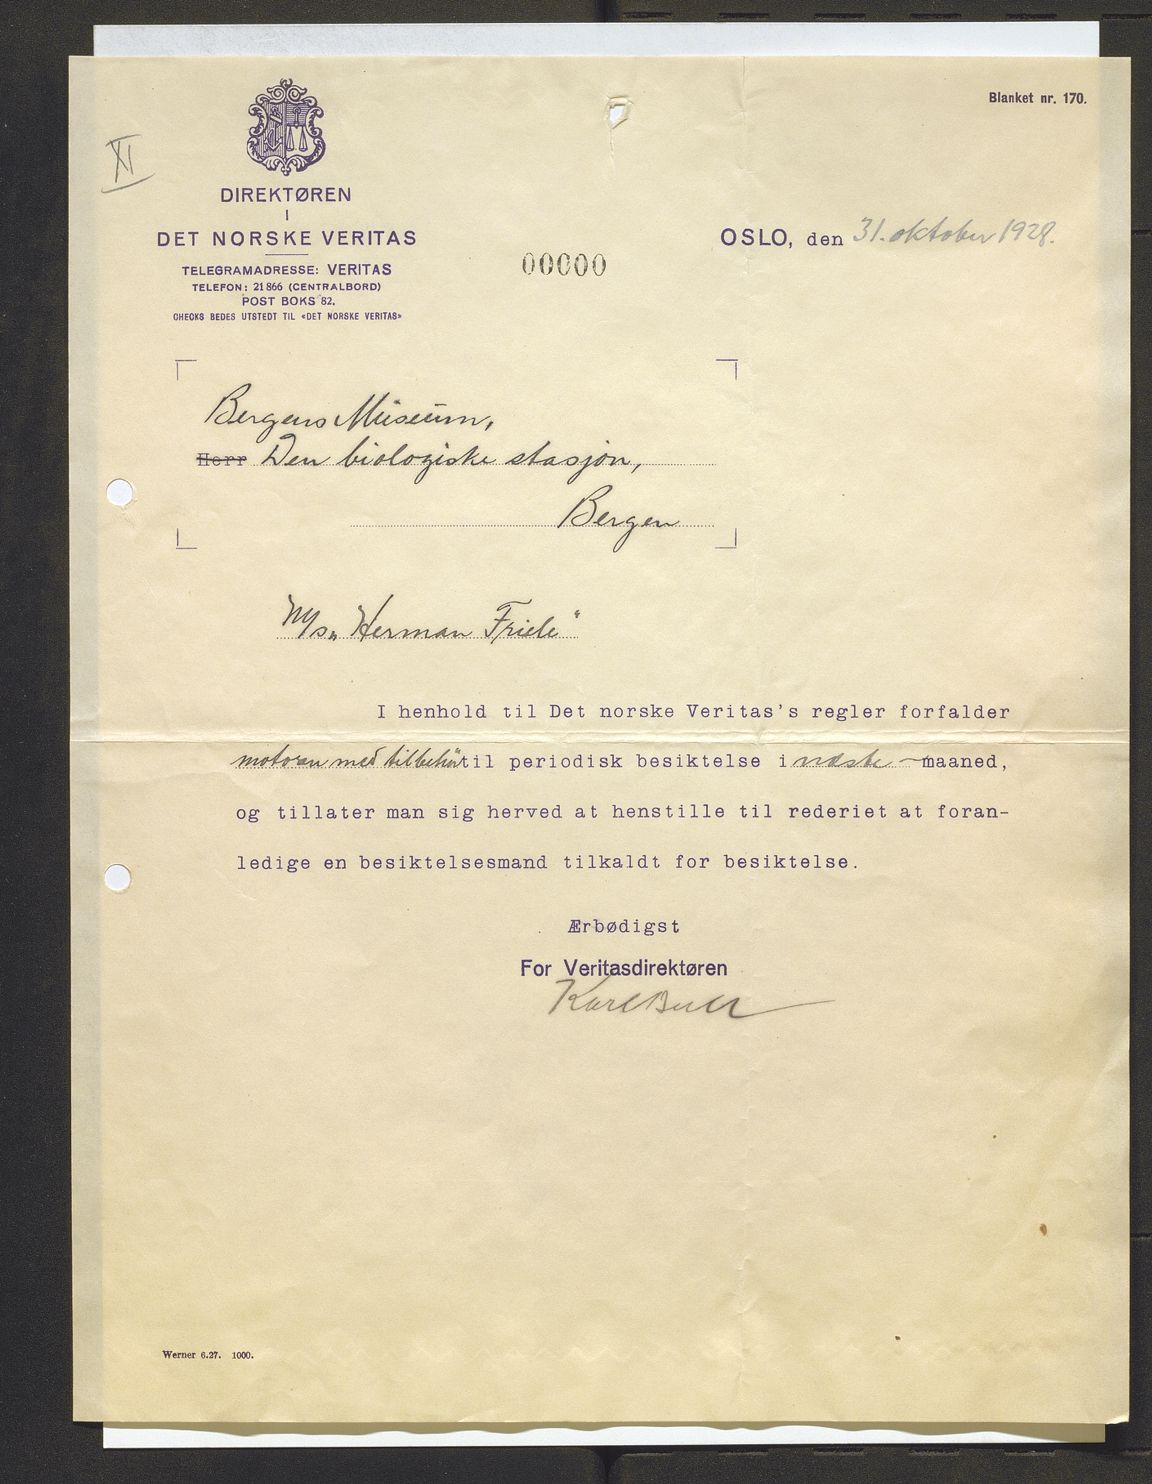 Blanket nr. 170.
XI
DIREKTØREN
I
DET NORSKE VERITAS
TELEGRAMADRESSE: VERITAS
TELEFON: 21866 (CENTRALBORD)
POST BOKS 82.
CHECKS BEDES UTSTEDT TIL «DET NORSKE VERITAS»
OSLO, den 31. oktober 1928.
00000
Bergens Museum,
Herr Den biologiske stasjon,
Bergen
M/S „Herman Friele"
I henhold til Det norske Veritas's regler forfalder
motoren med tilbehör til periodisk besiktelse i næste - maaned,
og tillater man sig herved at henstille til rederiet at foran-
ledige en besiktelsesmand tilkaldt for besiktelse.
Ærbødigst
For Veritasdirektøren
Karl Bull
Werner 6.27. 1000.